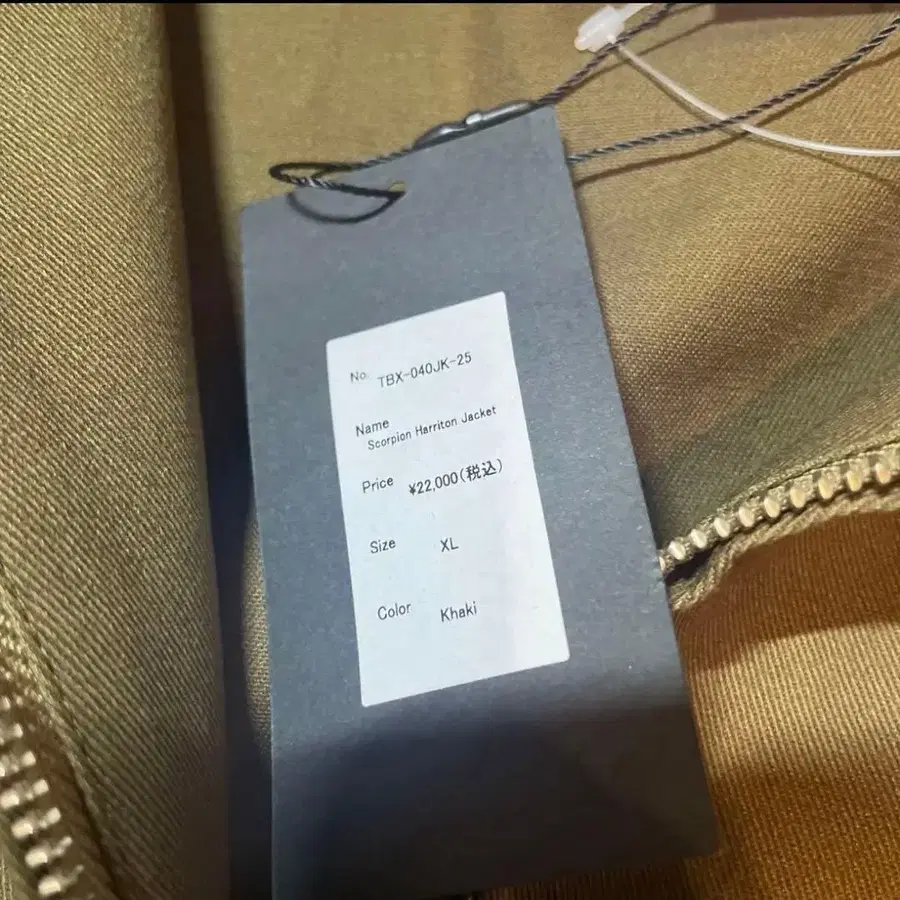 No. TBX-040JK-25
Name
Scorpion Harriton Jacket
Price ¥22,000(税込)
Size XL
Color Khaki